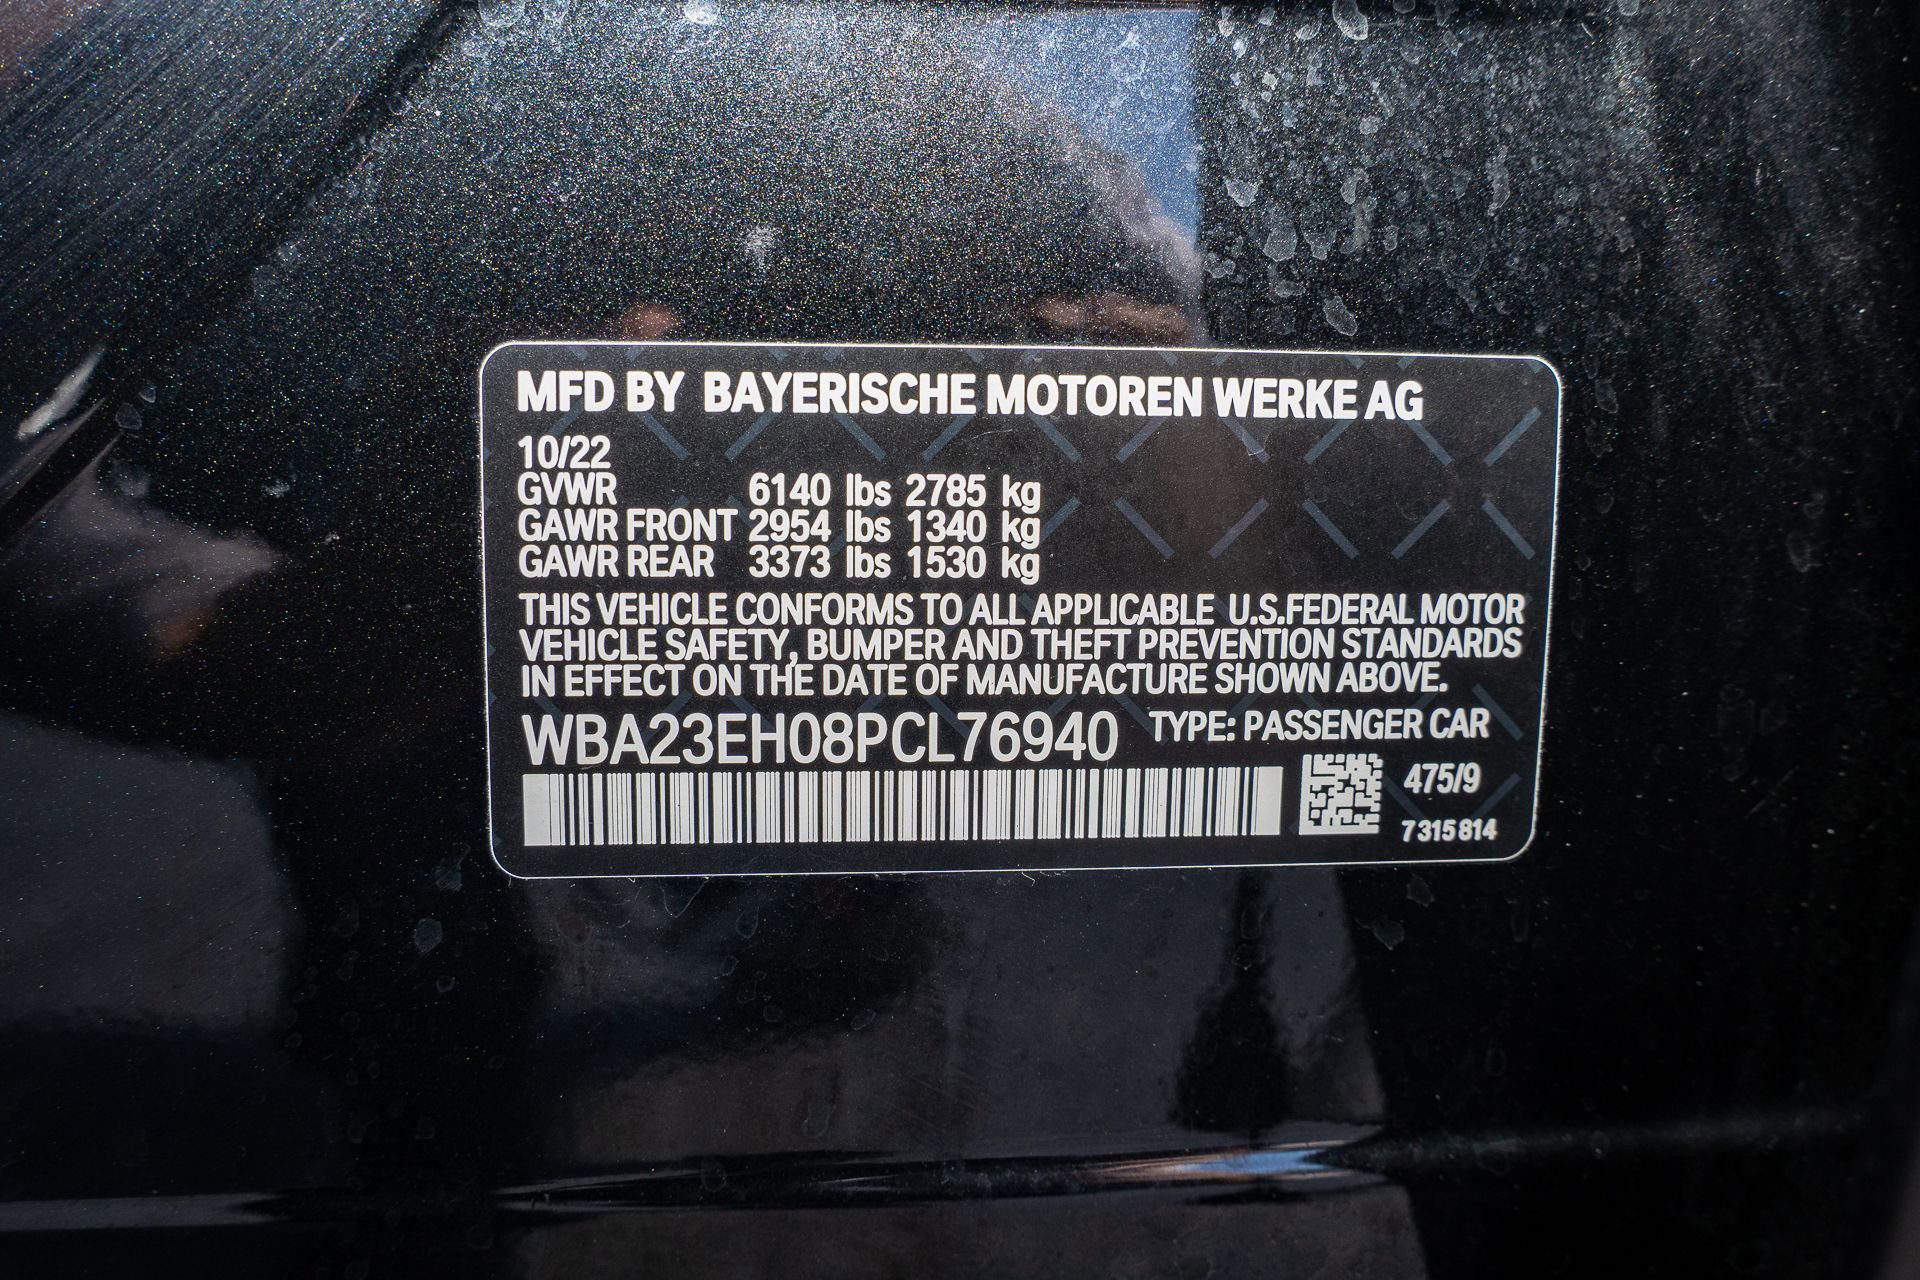 MFD BY BAYERISCHE MOTOREN WERKE AG
10/22
GVWR 6140 lbs 2785 kg
GAWR FRONT 2954 lbs 1340 kg
GAWR REAR 3373 lbs 1530 kg
THIS VEHICLE CONFORMS TO ALL APPLICABLE U.S.FEDERAL MOTOR
VEHICLE SAFETY, BUMPER AND THEFT PREVENTION STANDARDS
IN EFFECT ON THE DATE OF MANUFACTURE SHOWN ABOVE.
WBA23EH08PCL76940 TYPE: PASSENGER CAR
475/9
7 315 814